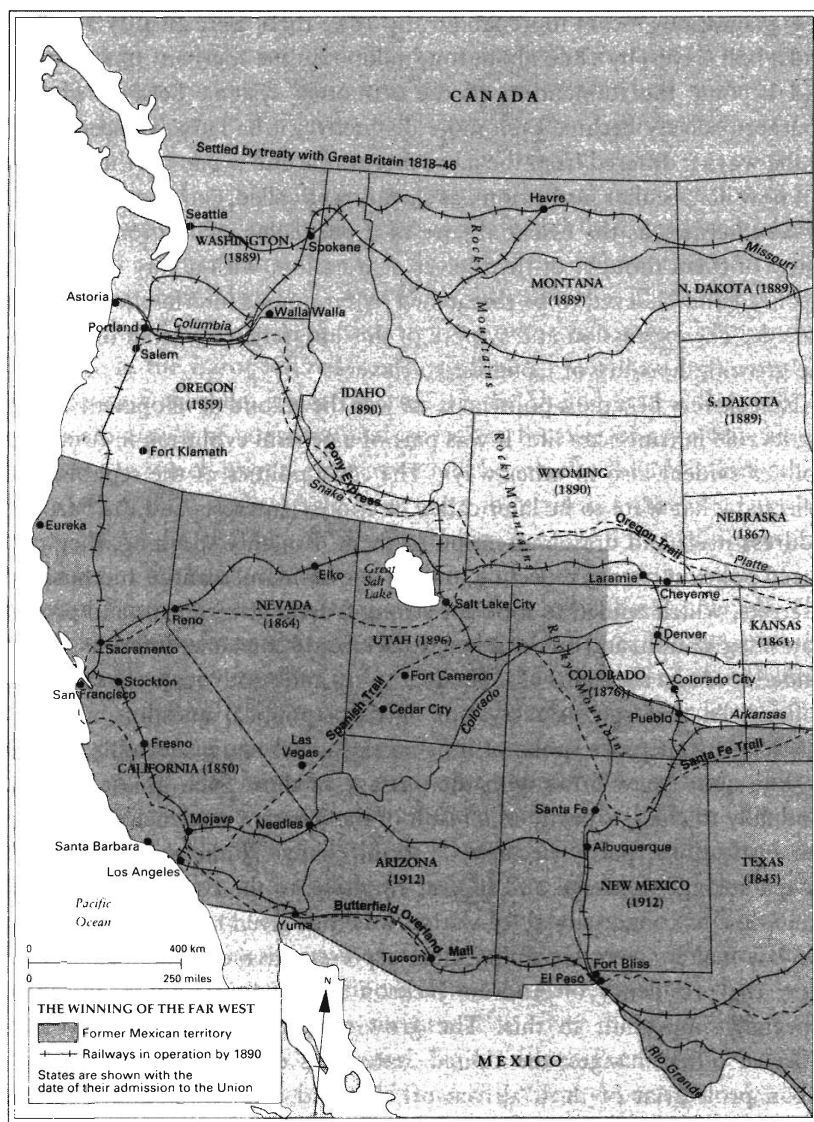 CANADA
Settled by treaty with Great Britain 1818–46
Seattle
WASHINGTON
(1889)
Spokane
Havre
Rocky Mountains
MONTANA
(1889)
Missouri
N. DAKOTA (1889)
Astoria
Columbia
Walla Walla
Portland
Salem
OREGON
(1859)
IDAHO
(1890)
S. DAKOTA
(1889)
Fort Klamath
Pony Express
Snake
Rocky Mountains
WYOMING
(1890)
NEBRASKA
(1867)
Oregon Trail
Platte
Eureka
Elko
Great
Salt
Lake
Laramie
Cheyenne
Salt Lake City
NEVADA
(1864)
Reno
UTAH (1896)
KANSAS
(1861)
Denver
Sacramento
Rocky Mountains
COLORADO
(1876)
Colorado City
Stockton
San Francisco
Fort Cameron
Spanish Trail
Cedar City
Colorado
Pueblo
Arkansas
Las
Vegas
Santa Fe Trail
Fresno
CALIFORNIA (1850)
Mojave
Needles
Santa Fe
Santa Barbara
Los Angeles
Albuquerque
ARIZONA
(1912)
NEW MEXICO
(1912)
TEXAS
(1845)
Pacific
Ocean
Butterfield Overland
Mail
Yuma
Tucson
Fort Bliss
El Paso
0 400 km
0 250 miles
N
THE WINNING OF THE FAR WEST
Former Mexican territory
Railways in operation by 1890
States are shown with the
date of their admission to the Union
MEXICO
Rio Grande